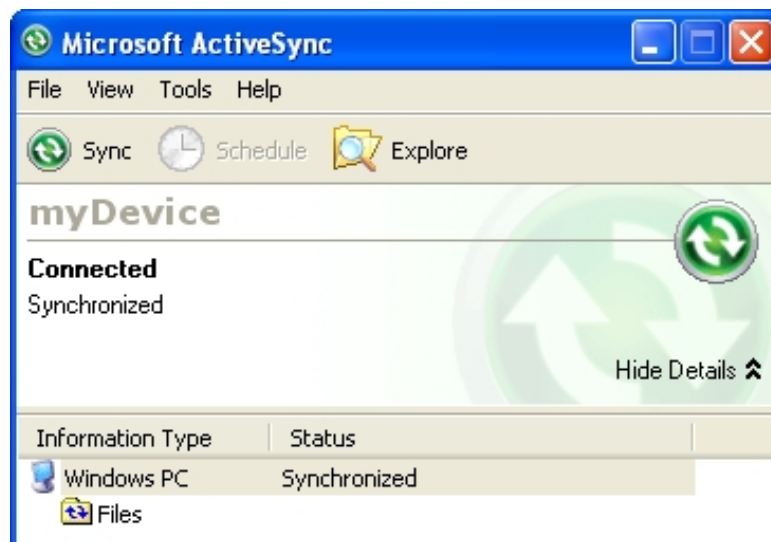 Microsoft ActiveSync
File View Tools Help
Sync Schedule Explore
myDevice
Connected
Synchronized
Hide Details
Information Type Status
Windows PC Synchronized
Files